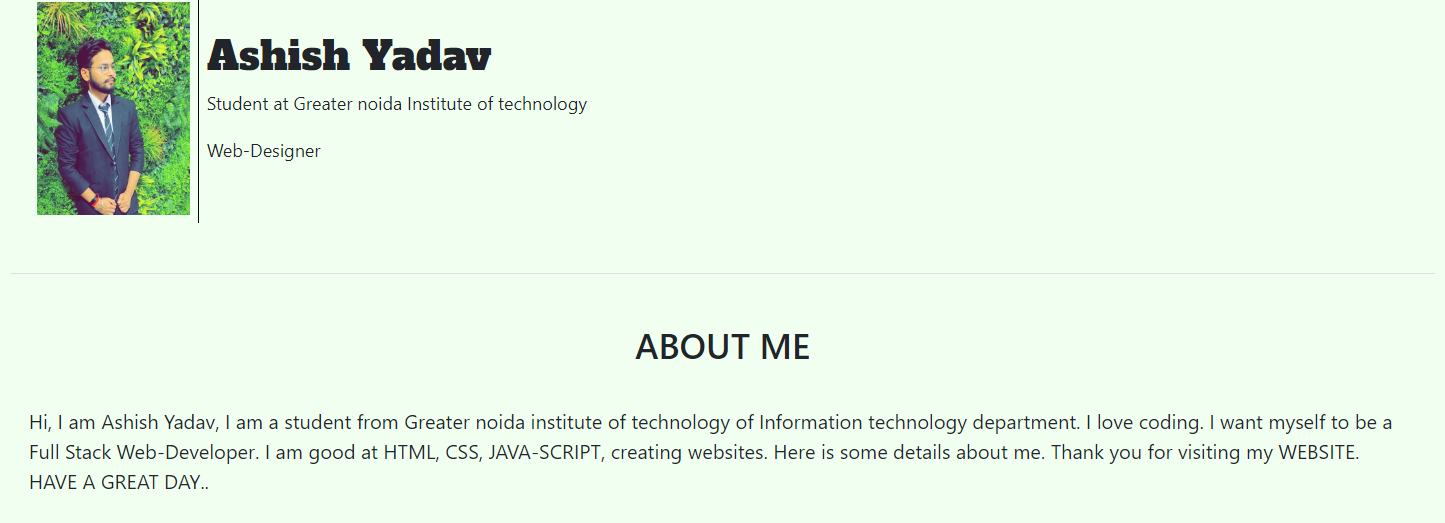 Ashish Yadav
Student at Greater noida Institute of technology
Web-Designer
ABOUT ME
Hi, I am Ashish Yadav, I am a student from Greater noida institute of technology of Information technology department. I love coding. I want myself to be a
Full Stack Web-Developer. I am good at HTML, CSS, JAVA-SCRIPT, creating websites. Here is some details about me. Thank you for visiting my WEBSITE.
HAVE A GREAT DAY..